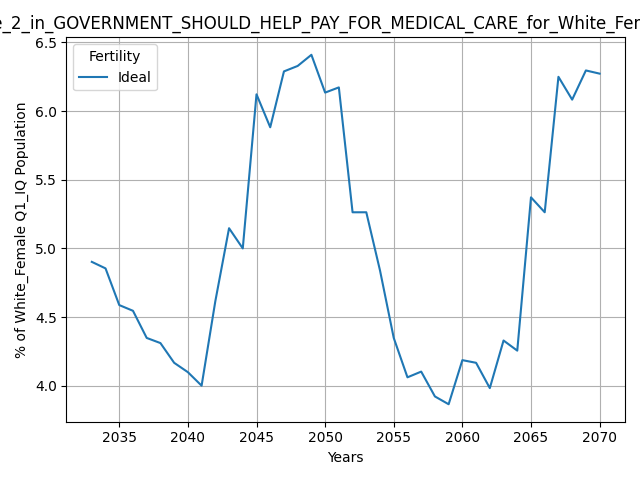 e_2_in_GOVERNMENT_SHOULD_HELP_PAY_FOR_MEDICAL_CARE_for_White_Fem
Fertility
Ideal
% of White_Female Q1_IQ Population
6.5
6.0
5.5
5.0
4.5
4.0
2035 2040 2045 2050 2055 2060 2065 2070
Years